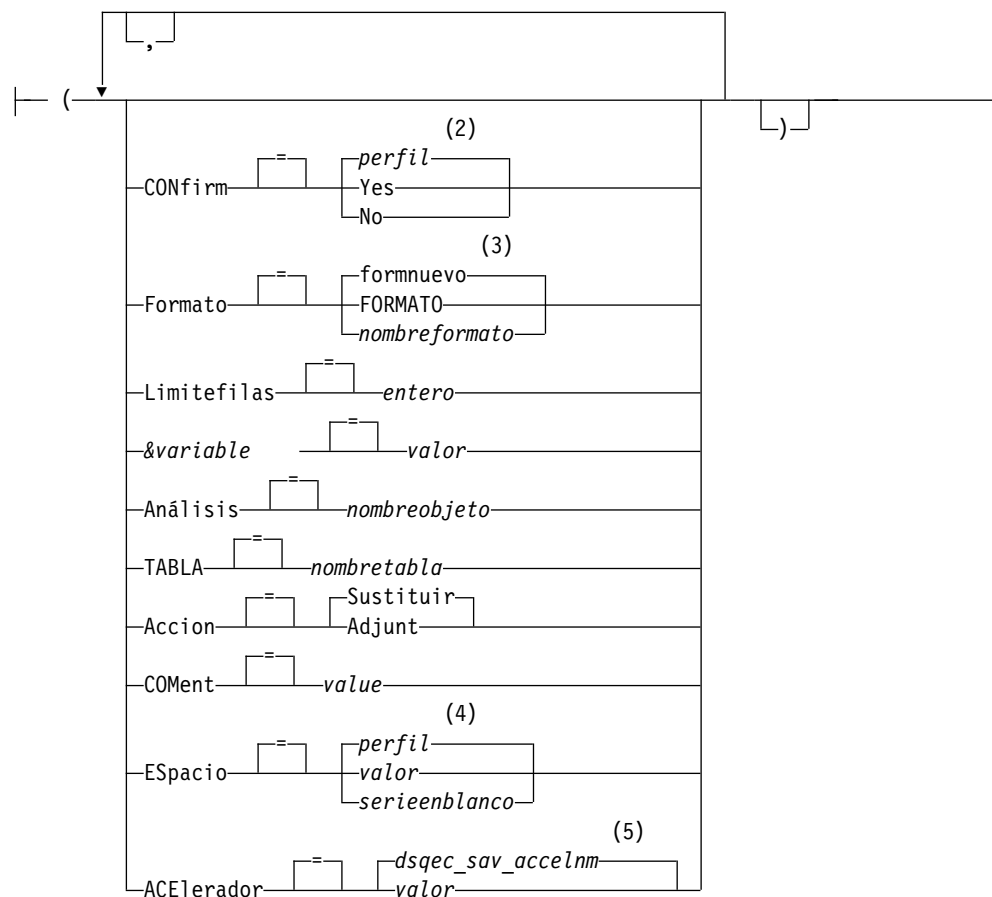 ,
( )
(2)
=
perfil
CONfirm
Yes
No
(3)
=
formnuevo
Formato
FORMATO
nombreformato
=
Limitefilas entero
=
&variable valor
=
Análisis nombreobjeto
=
TABLA nombretabla
= Sustituir
Accion Adjunt
=
COMent value
(4)
= perfil
ESpacio valor
serieenblanco
(5)
= dsqec_sav_accelnm
ACElerador valor